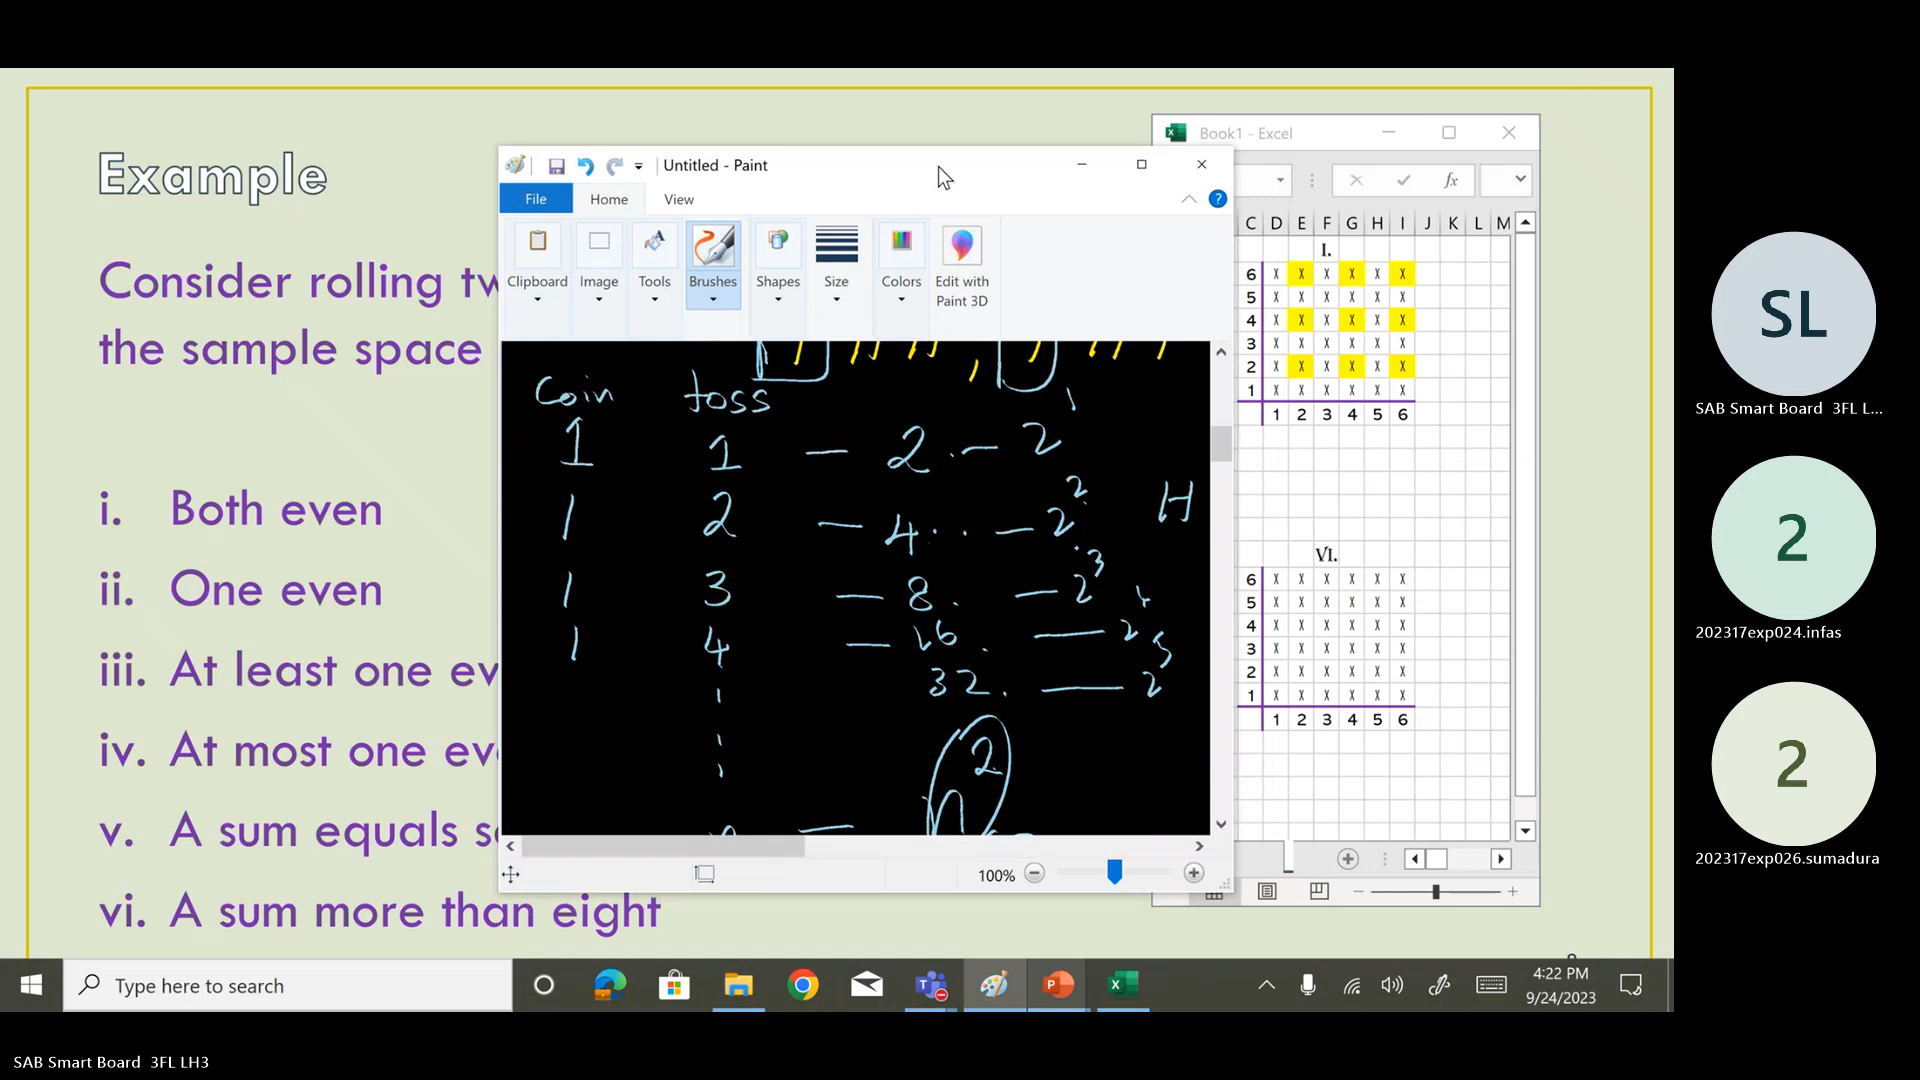 Example
Consider rolling tw
the sample space
i. Both even
ii. One even
iii. At least one ev
iv. At most one ev
v. A sum equals s
vi. A sum more than eight
Untitled - Paint
File Home View
Clipboard Image Tools Brushes Shapes Size Colors Edit with
Paint 3D
Coin toss
1 1 — 2 — 2
1 2 — 4 — 2² H
1 3 — 8 — 2³
1 4 — 16 — 2
32 — 2⁵
100%
Book1 - Excel
fx
C D E F G H I J K L M
I.
6 X X X X X X
5 X X X X X X
4 X X X X X X
3 X X X X X X
2 X X X X X X
1 X X X X X X
1 2 3 4 5 6
VI.
6 X X X X X X
5 X X X X X X
4 X X X X X X
3 X X X X X X
2 X X X X X X
1 X X X X X X
1 2 3 4 5 6
Type here to search
4:22 PM
9/24/2023
SL
SAB Smart Board 3FL L...
2
202317exp024.infas
2
202317exp026.sumadura
SAB Smart Board 3FL LH3